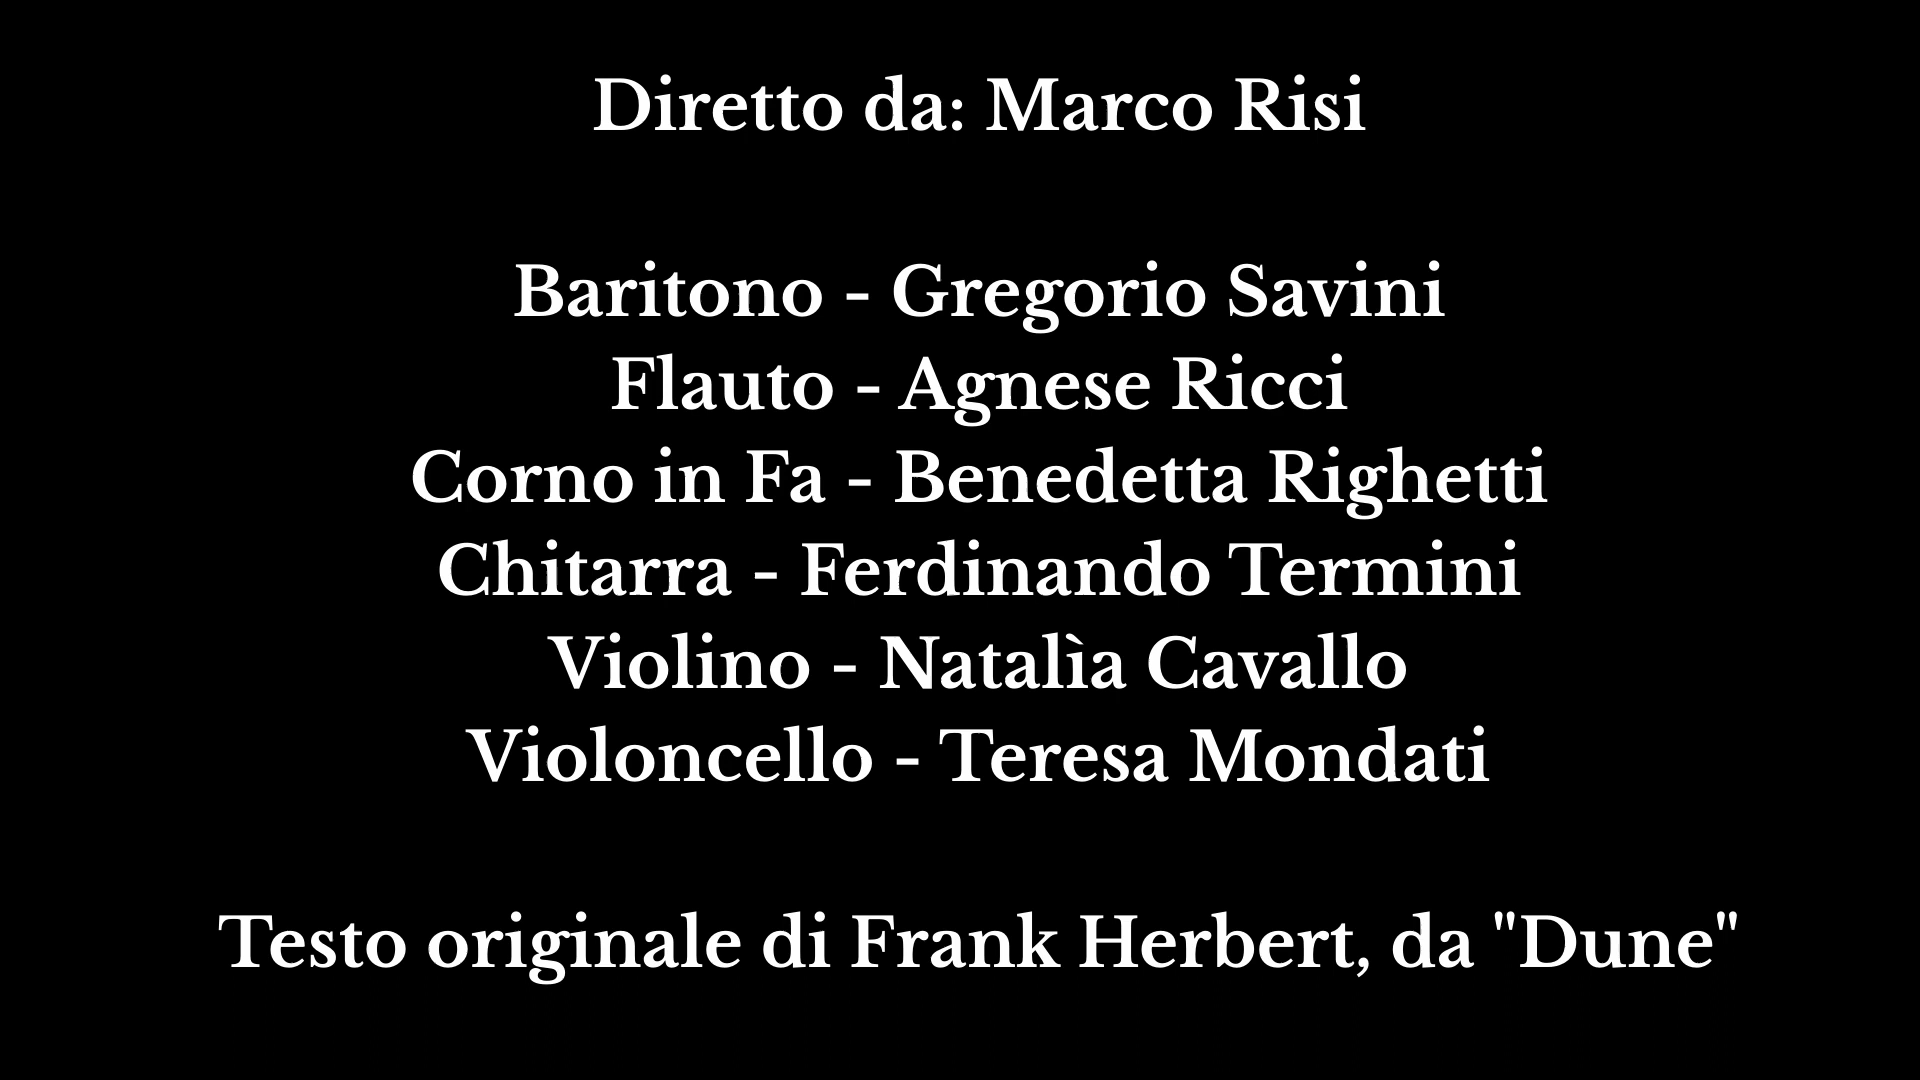 Diretto da: Marco Risi
Baritono - Gregorio Savini
Flauto - Agnese Ricci
Corno in Fa - Benedetta Righetti
Chitarra - Ferdinando Termini
Violino - Natalìa Cavallo
Violoncello - Teresa Mondati
Testo originale di Frank Herbert, da "Dune"